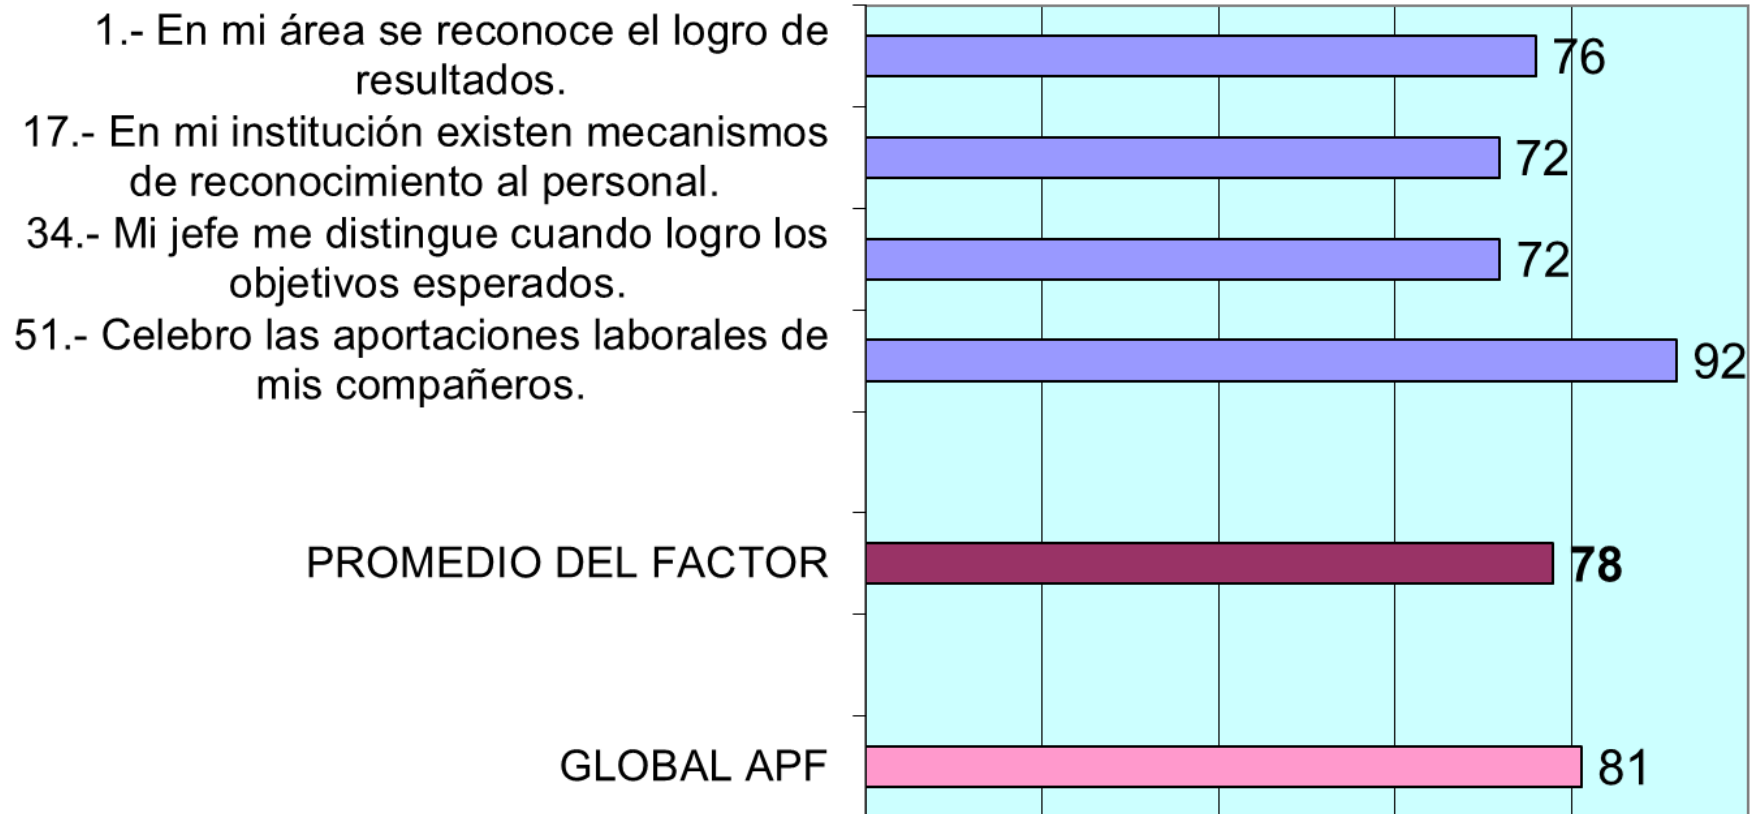 1.- En mi área se reconoce el logro de
resultados.
76
17.- En mi institución existen mecanismos
de reconocimiento al personal.
72
34.- Mi jefe me distingue cuando logro los
objetivos esperados.
72
51.- Celebro las aportaciones laborales de
mis compañeros.
92
PROMEDIO DEL FACTOR
78
GLOBAL APF
81